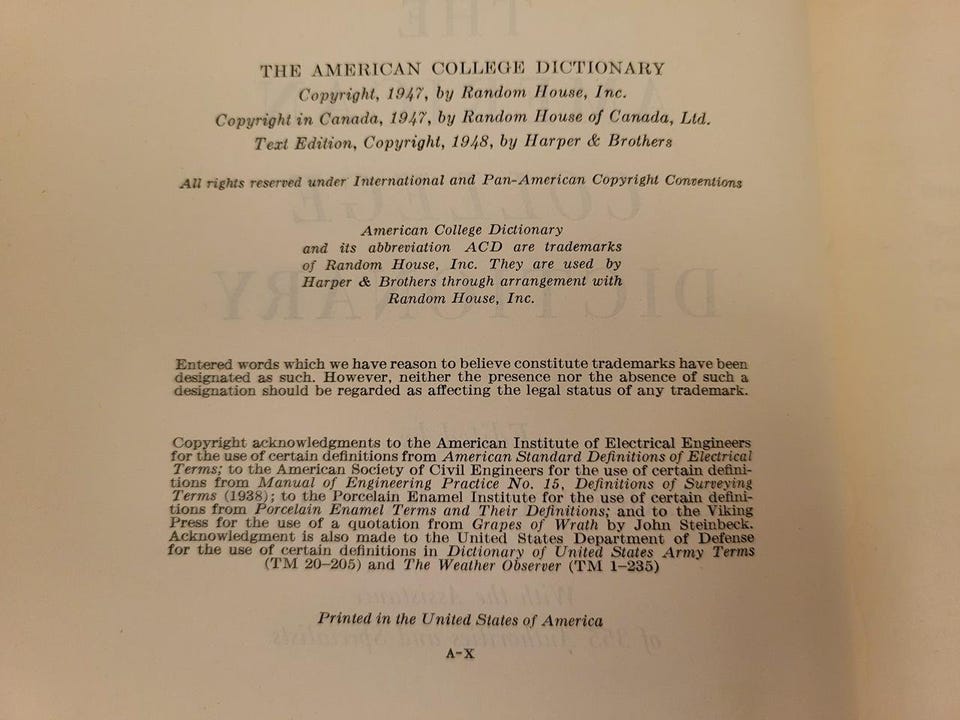 THE AMERICAN COLLEGE DICTIONARY
Copyright, 1947, by Random House, Inc.
Copyright in Canada, 1947, by Random House of Canada, Ltd.
Text Edition, Copyright, 1948, by Harper & Brothers
All rights reserved under International and Pan-American Copyright Conventions
American College Dictionary
and its abbreviation ACD are trademarks
of Random House, Inc. They are used by
Harper & Brothers through arrangement with
Random House, Inc.
Entered words which we have reason to believe constitute trademarks have been
designated as such. However, neither the presence nor the absence of such a
designation should be regarded as affecting the legal status of any trademark.
Copyright acknowledgments to the American Institute of Electrical Engineers
for the use of certain definitions from American Standard Definitions of Electrical
Terms; to the American Society of Civil Engineers for the use of certain defini-
tions from Manual of Engineering Practice No. 15, Definitions of Surveying
Terms (1938); to the Porcelain Enamel Institute for the use of certain defini-
tions from Porcelain Enamel Terms and Their Definitions; and to the Viking
Press for the use of a quotation from Grapes of Wrath by John Steinbeck.
Acknowledgment is also made to the United States Department of Defense
for the use of certain definitions in Dictionary of United States Army Terms
(TM 20–205) and The Weather Observer (TM 1–235)
Printed in the United States of America
A-X